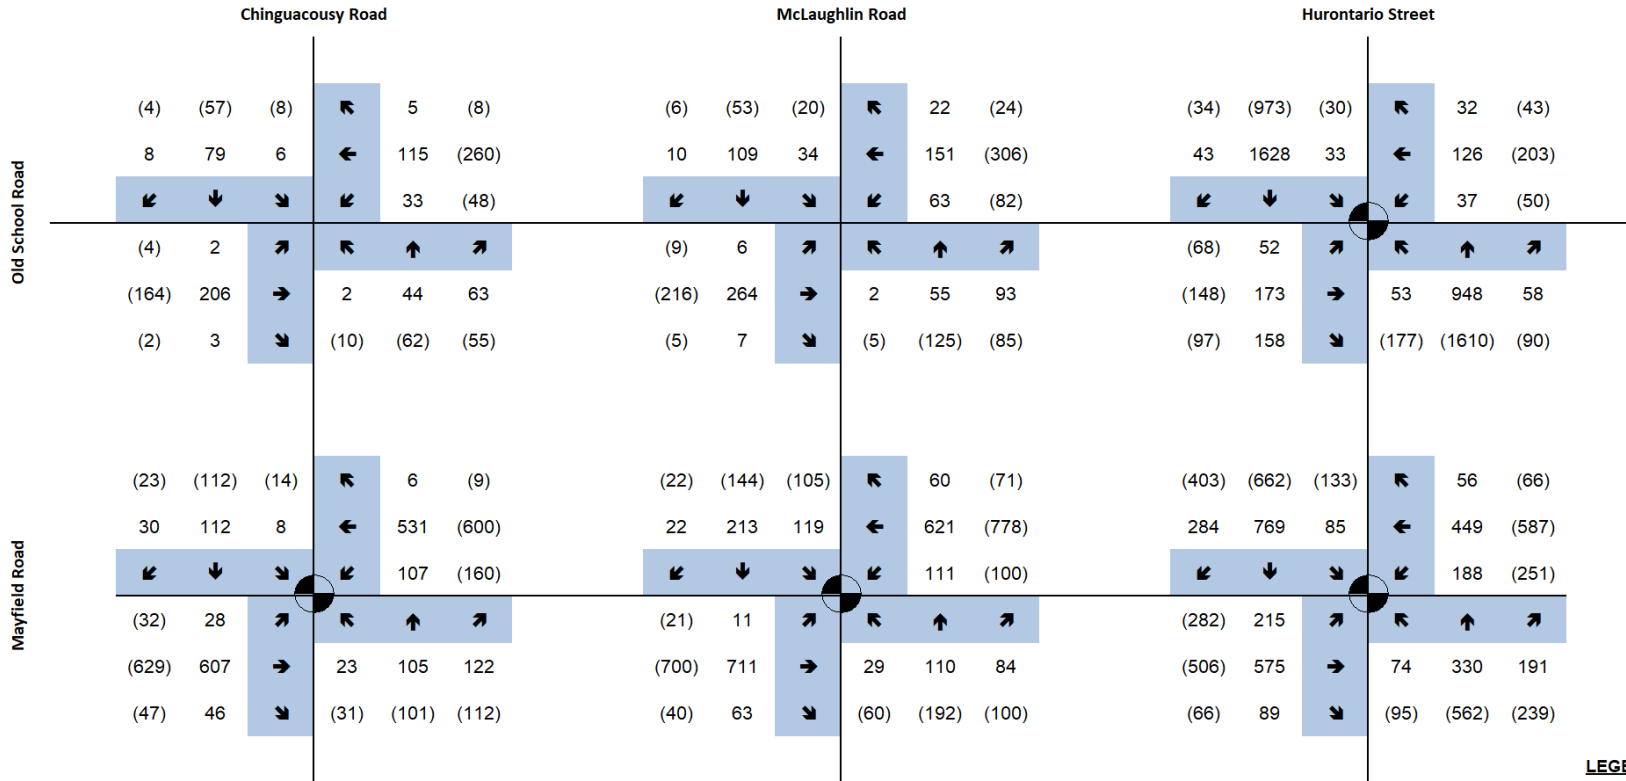 Chinguacousy Road McLaughlin Road Hurontario Street
Old School Road
(4) (57) (8) 5 (8) (6) (53) (20) 22 (24) (34) (973) (30) 32 (43)
8 79 6 115 (260) 10 109 34 151 (306) 43 1628 33 126 (203)
33 (48) 63 (82) 37 (50)
(4) 2 (9) 6 (68) 52
(164) 206 2 44 63 (216) 264 2 55 93 (148) 173 53 948 58
(2) 3 (10) (62) (55) (5) 7 (5) (125) (85) (97) 158 (177) (1610) (90)
Mayfield Road
(23) (112) (14) 6 (9) (22) (144) (105) 60 (71) (403) (662) (133) 56 (66)
30 112 8 531 (600) 22 213 119 621 (778) 284 769 85 449 (587)
107 (160) 111 (100) 188 (251)
(32) 28 (21) 11 (282) 215
(629) 607 23 105 122 (700) 711 29 110 84 (506) 575 74 330 191
(47) 46 (31) (101) (112) (40) 63 (60) (192) (100) (66) 89 (95) (562) (239)